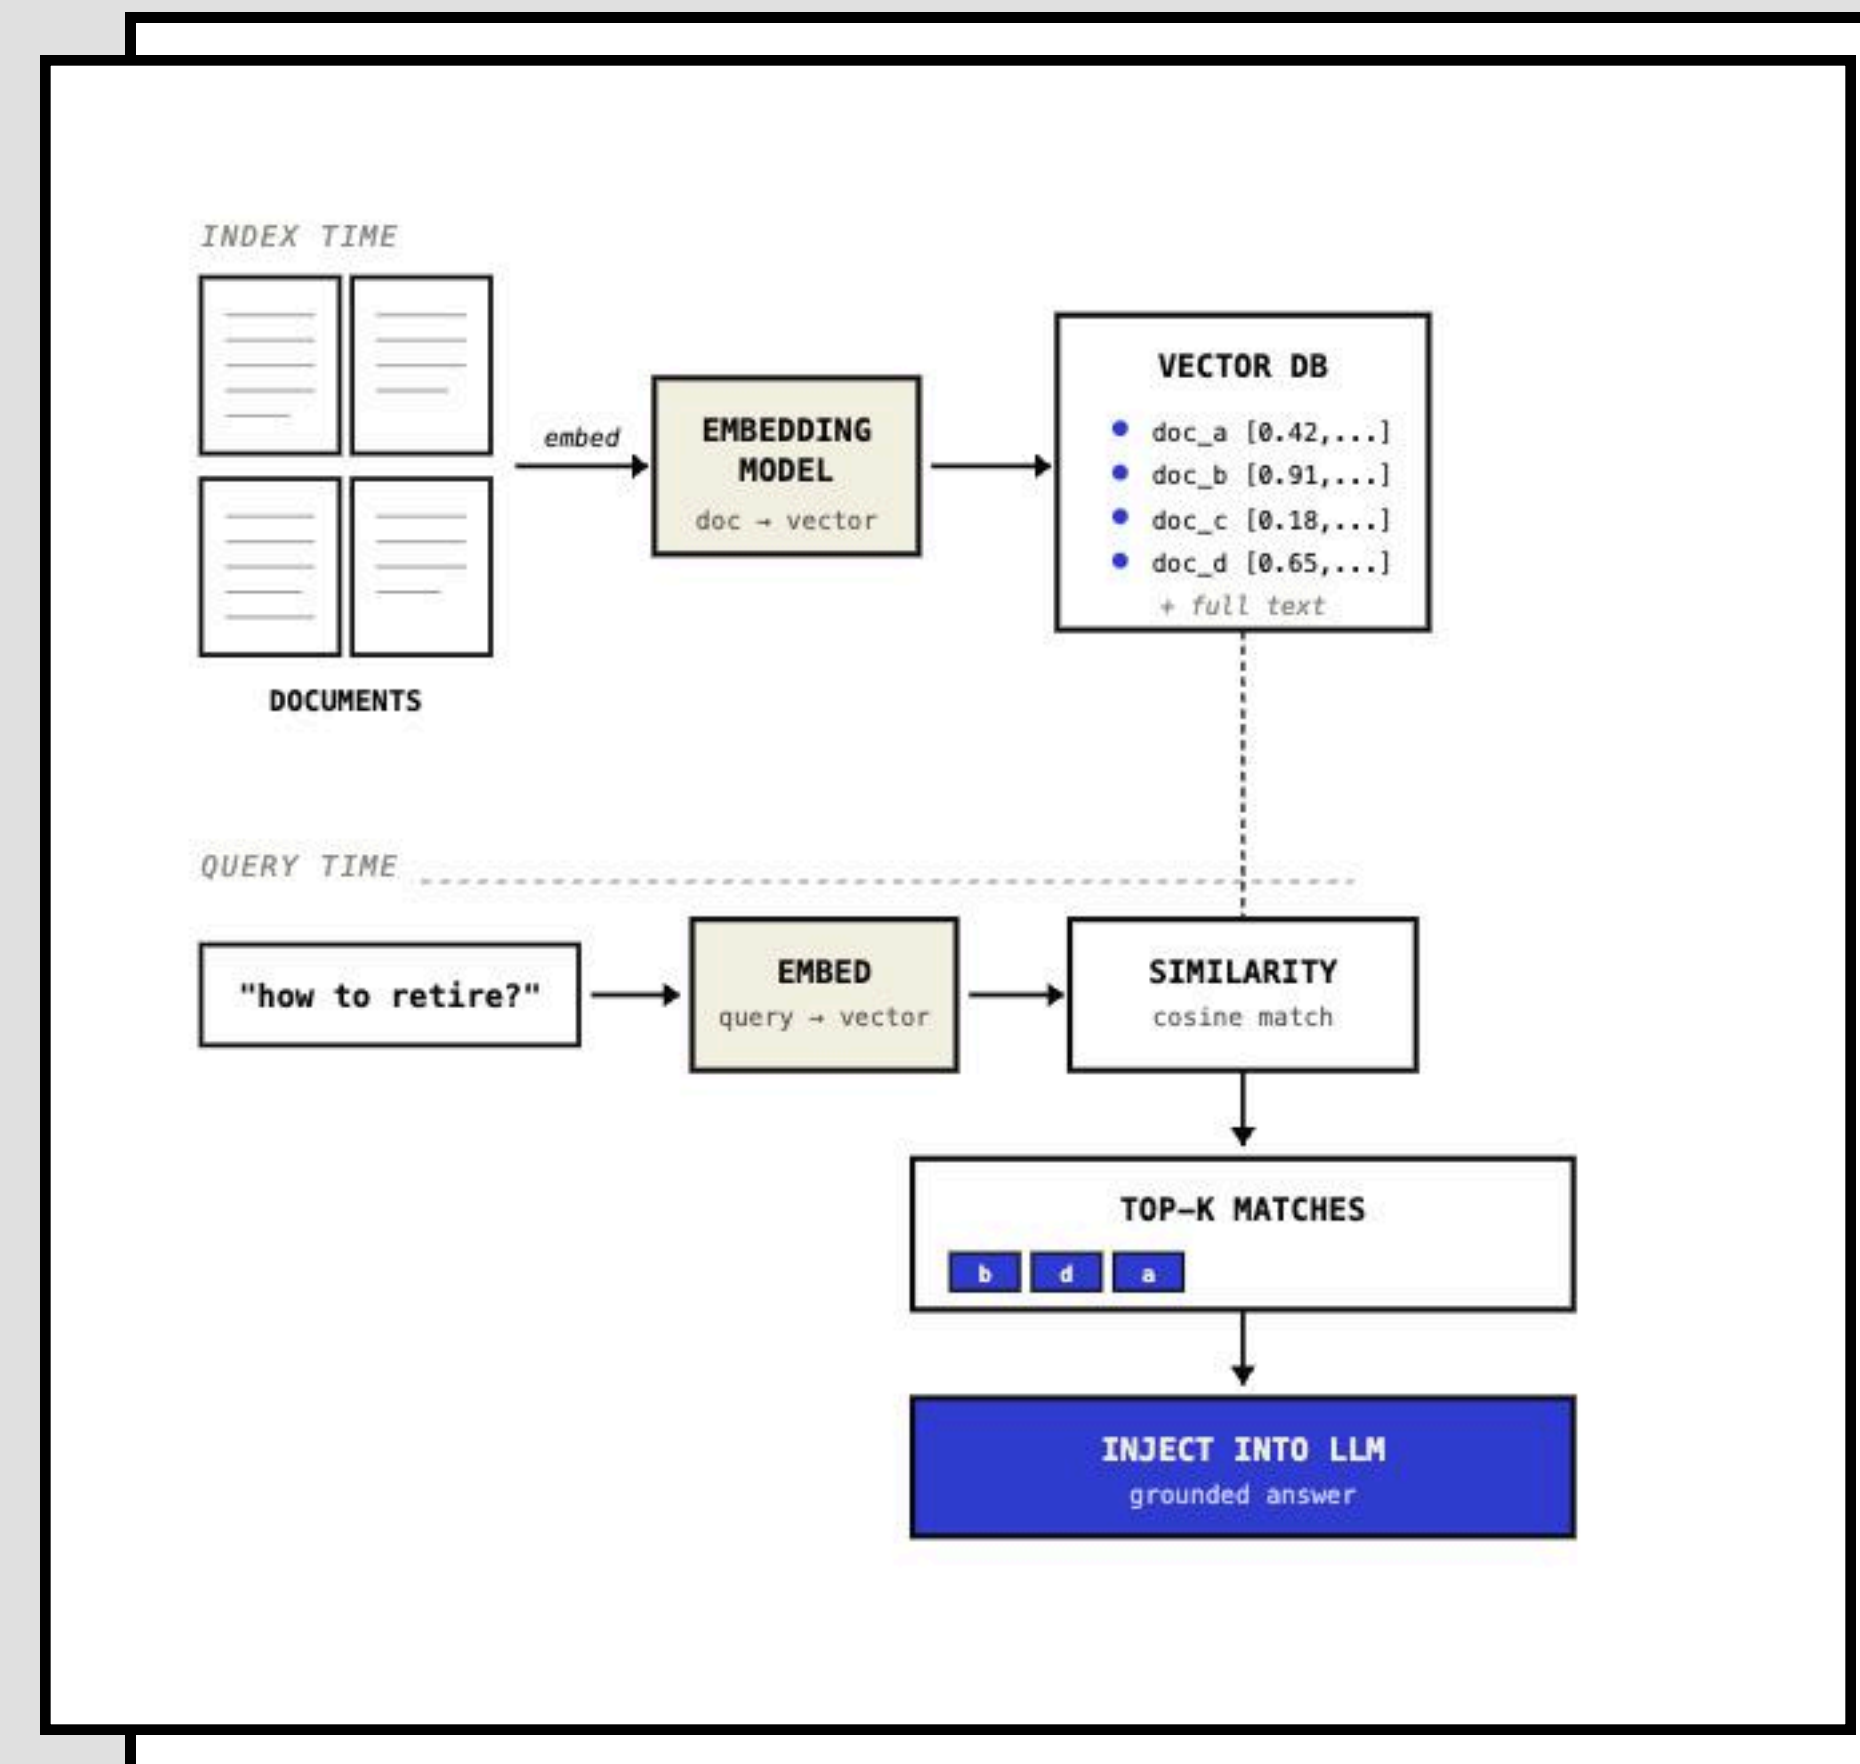 INDEX TIME
embed
EMBEDDING
MODEL
doc → vector
VECTOR DB
doc_a [0.42,...]
doc_b [0.91,...]
doc_c [0.18,...]
doc_d [0.65,...]
+ full text
DOCUMENTS
QUERY TIME
"how to retire?"
EMBED
query → vector
SIMILARITY
cosine match
TOP–K MATCHES
b d a
INJECT INTO LLM
grounded answer